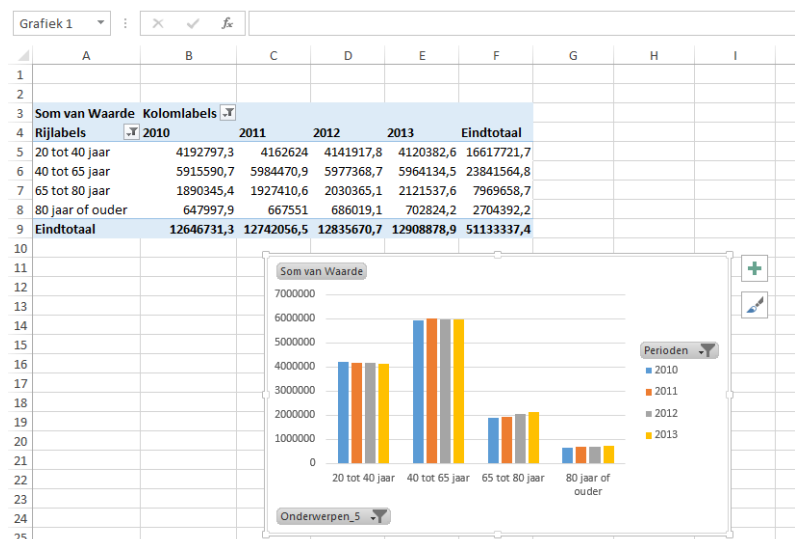 Grafiek 1 fx
A B C D E F G H I
1
2
3 Som van Waarde Kolomlabels
4 Rijlabels 2010 2011 2012 2013 Eindtotaal
5 20 tot 40 jaar 4192797,3 4162624 4141917,8 4120382,6 16617721,7
6 40 tot 65 jaar 5915590,7 5984470,9 5977368,7 5964134,5 23841564,8
7 65 tot 80 jaar 1890345,4 1927410,6 2030365,1 2121537,6 7969658,7
8 80 jaar of ouder 647997,9 667551 686019,1 702824,2 2704392,2
9 Eindtotaal 12646731,3 12742056,5 12835670,7 12908878,9 51133337,4
10
11 Som van Waarde
12 7000000
13 6000000
14 5000000
15 4000000 Perioden
16 3000000 2010
17 2000000 2011
18 1000000 2012
19 0 2013
20 20 tot 40 jaar 40 tot 65 jaar 65 tot 80 jaar 80 jaar of
21 ouder
22 Onderwerpen_5
23
24
25